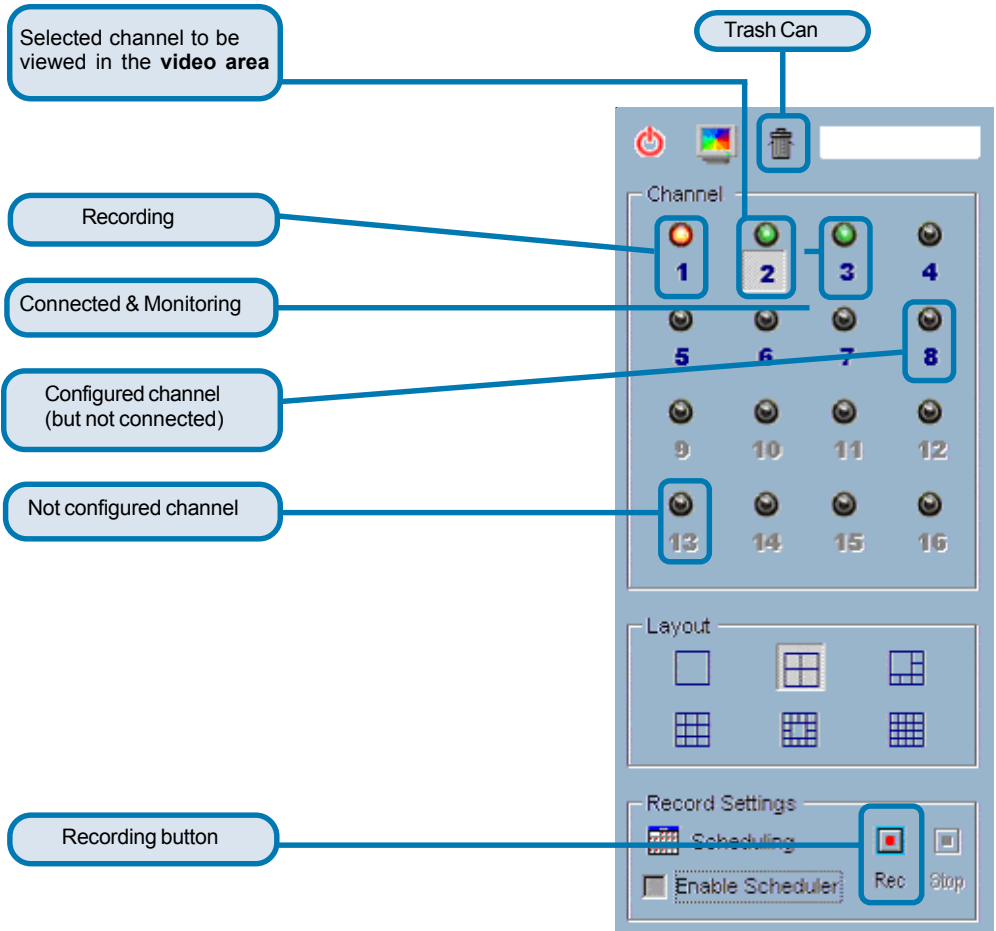 Selected channel to be
viewed in the video area
Trash Can
Channel
Recording
1 2 3 4
Connected & Monitoring
5 6 7 8
Configured channel
(but not connected)
9 10 11 12
Not configured channel
13 14 15 16
Layout
Record Settings
Recording button
Scheduling
Enable Scheduler
Rec Stop